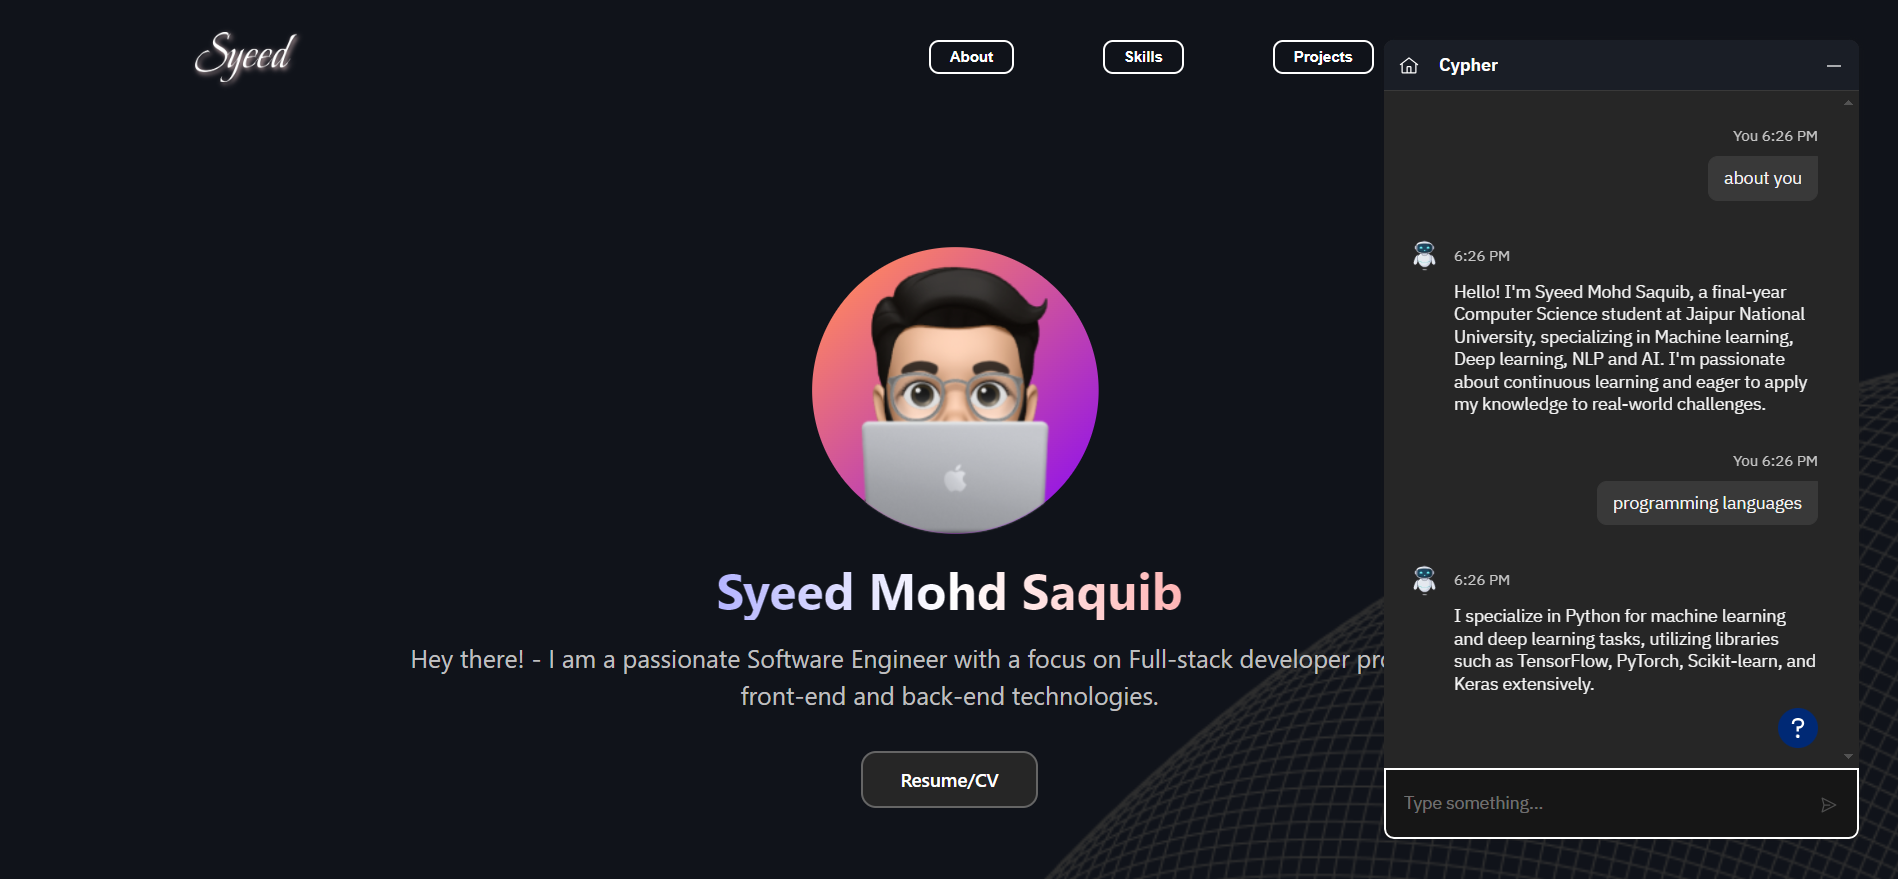 Syeed
About
Skills
Projects
Syeed Mohd Saquib
Hey there! - I am a passionate Software Engineer with a focus on Full-stack developer
front-end and back-end technologies.
Resume/CV
Cypher
You 6:26 PM
about you
6:26 PM
Hello! I'm Syeed Mohd Saquib, a final-year
Computer Science student at Jaipur National
University, specializing in Machine learning,
Deep learning, NLP and AI. I'm passionate
about continuous learning and eager to apply
my knowledge to real-world challenges.
You 6:26 PM
programming languages
6:26 PM
I specialize in Python for machine learning
and deep learning tasks, utilizing libraries
such as TensorFlow, PyTorch, Scikit-learn, and
Keras extensively.
?
Type something...